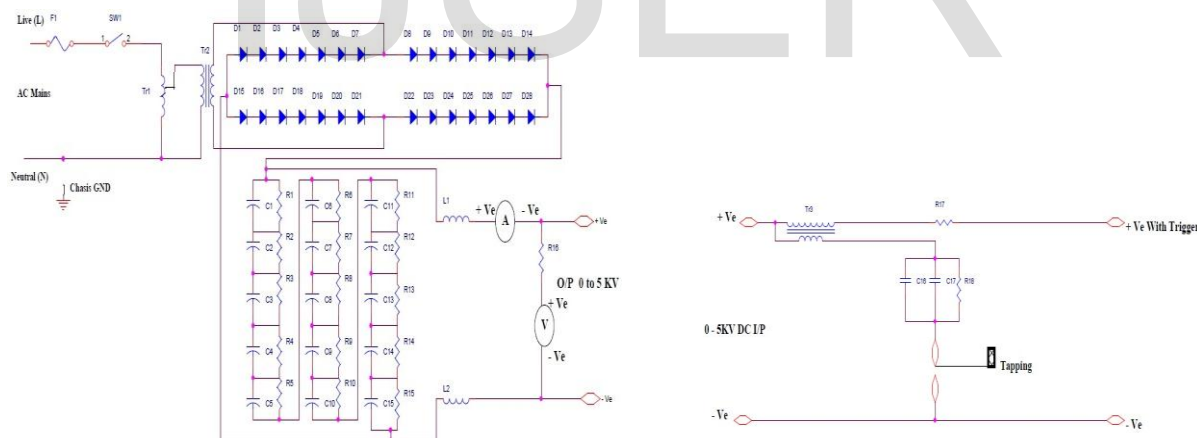 IJSER
Live (L)
F1
SW1
1
2
AC Mains
Tr1
Tr2
Neutral (N)
Chasis GND
D1 D2 D3 D4 D5 D6 D7 D8 D9 D10 D11 D12 D13 D14
D15 D16 D17 D18 D19 D20 D21 D22 D23 D24 D25 D26 D27 D28
C1 R1 C6 R6 C11 R11
C2 R2 C7 R7 C12 R12
C3 R3 C8 R8 C13 R13
C4 R4 C9 R9 C14 R14
C5 R5 C10 R10 C15 R15
L1
+ Ve
A
- Ve
+ Ve
R16
O/P 0 to 5 KV
+ Ve
V
- Ve
L2
- Ve
+ Ve
Tr3
R17
+ Ve With Trigger
C16 C17 R18
0 - 5KV DC I/P
Tapping
- Ve
- Ve